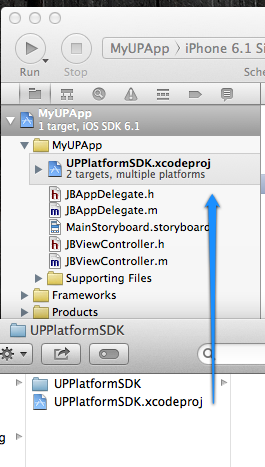 MyUPApp
iPhone 6.1 Si
Run
Stop
Sche
MyUPApp
1 target, iOS SDK 6.1
MyUPApp
UPPlatformSDK.xcodeproj
2 targets, multiple platforms
JBAppDelegate.h
JBAppDelegate.m
MainStoryboard.storyboard
JBViewController.h
JBViewController.m
Supporting Files
Frameworks
Products
UPPlatformSDK
UPPlatformSDK
UPPlatformSDK.xcodeproj
g